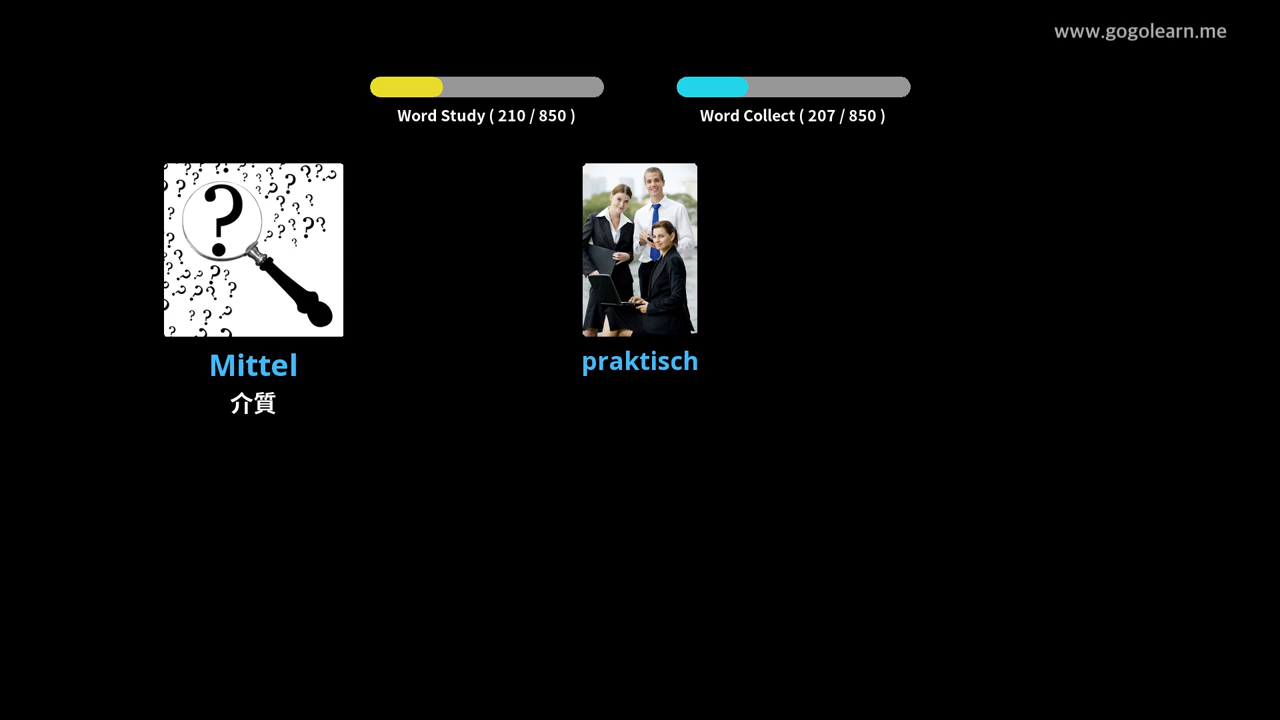 www.gogolearn.me
Word Study ( 210 / 850 )
Word Collect ( 207 / 850 )
Mittel
介質
praktisch